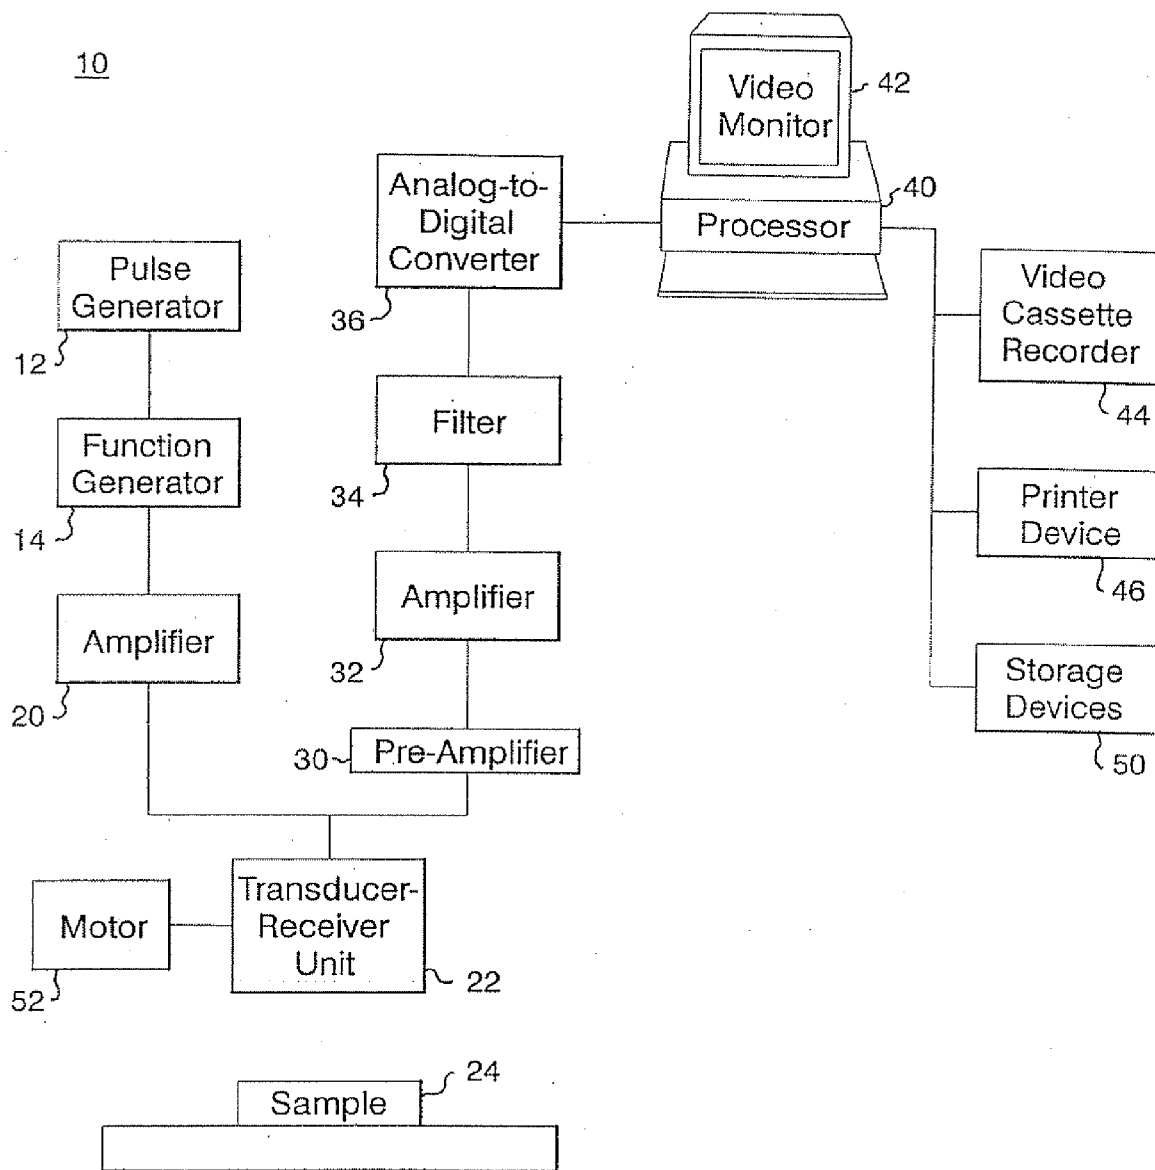 10
Video
Monitor
42
Analog-to-
Digital
Converter
36
Processor
40
Pulse
Generator
12
Video
Cassette
Recorder
44
Filter
34
Function
Generator
14
Printer
Device
46
Amplifier
32
Amplifier
20
Storage
Devices
50
30
Pre-Amplifier
Motor
52
Transducer-
Receiver
Unit
22
Sample
24